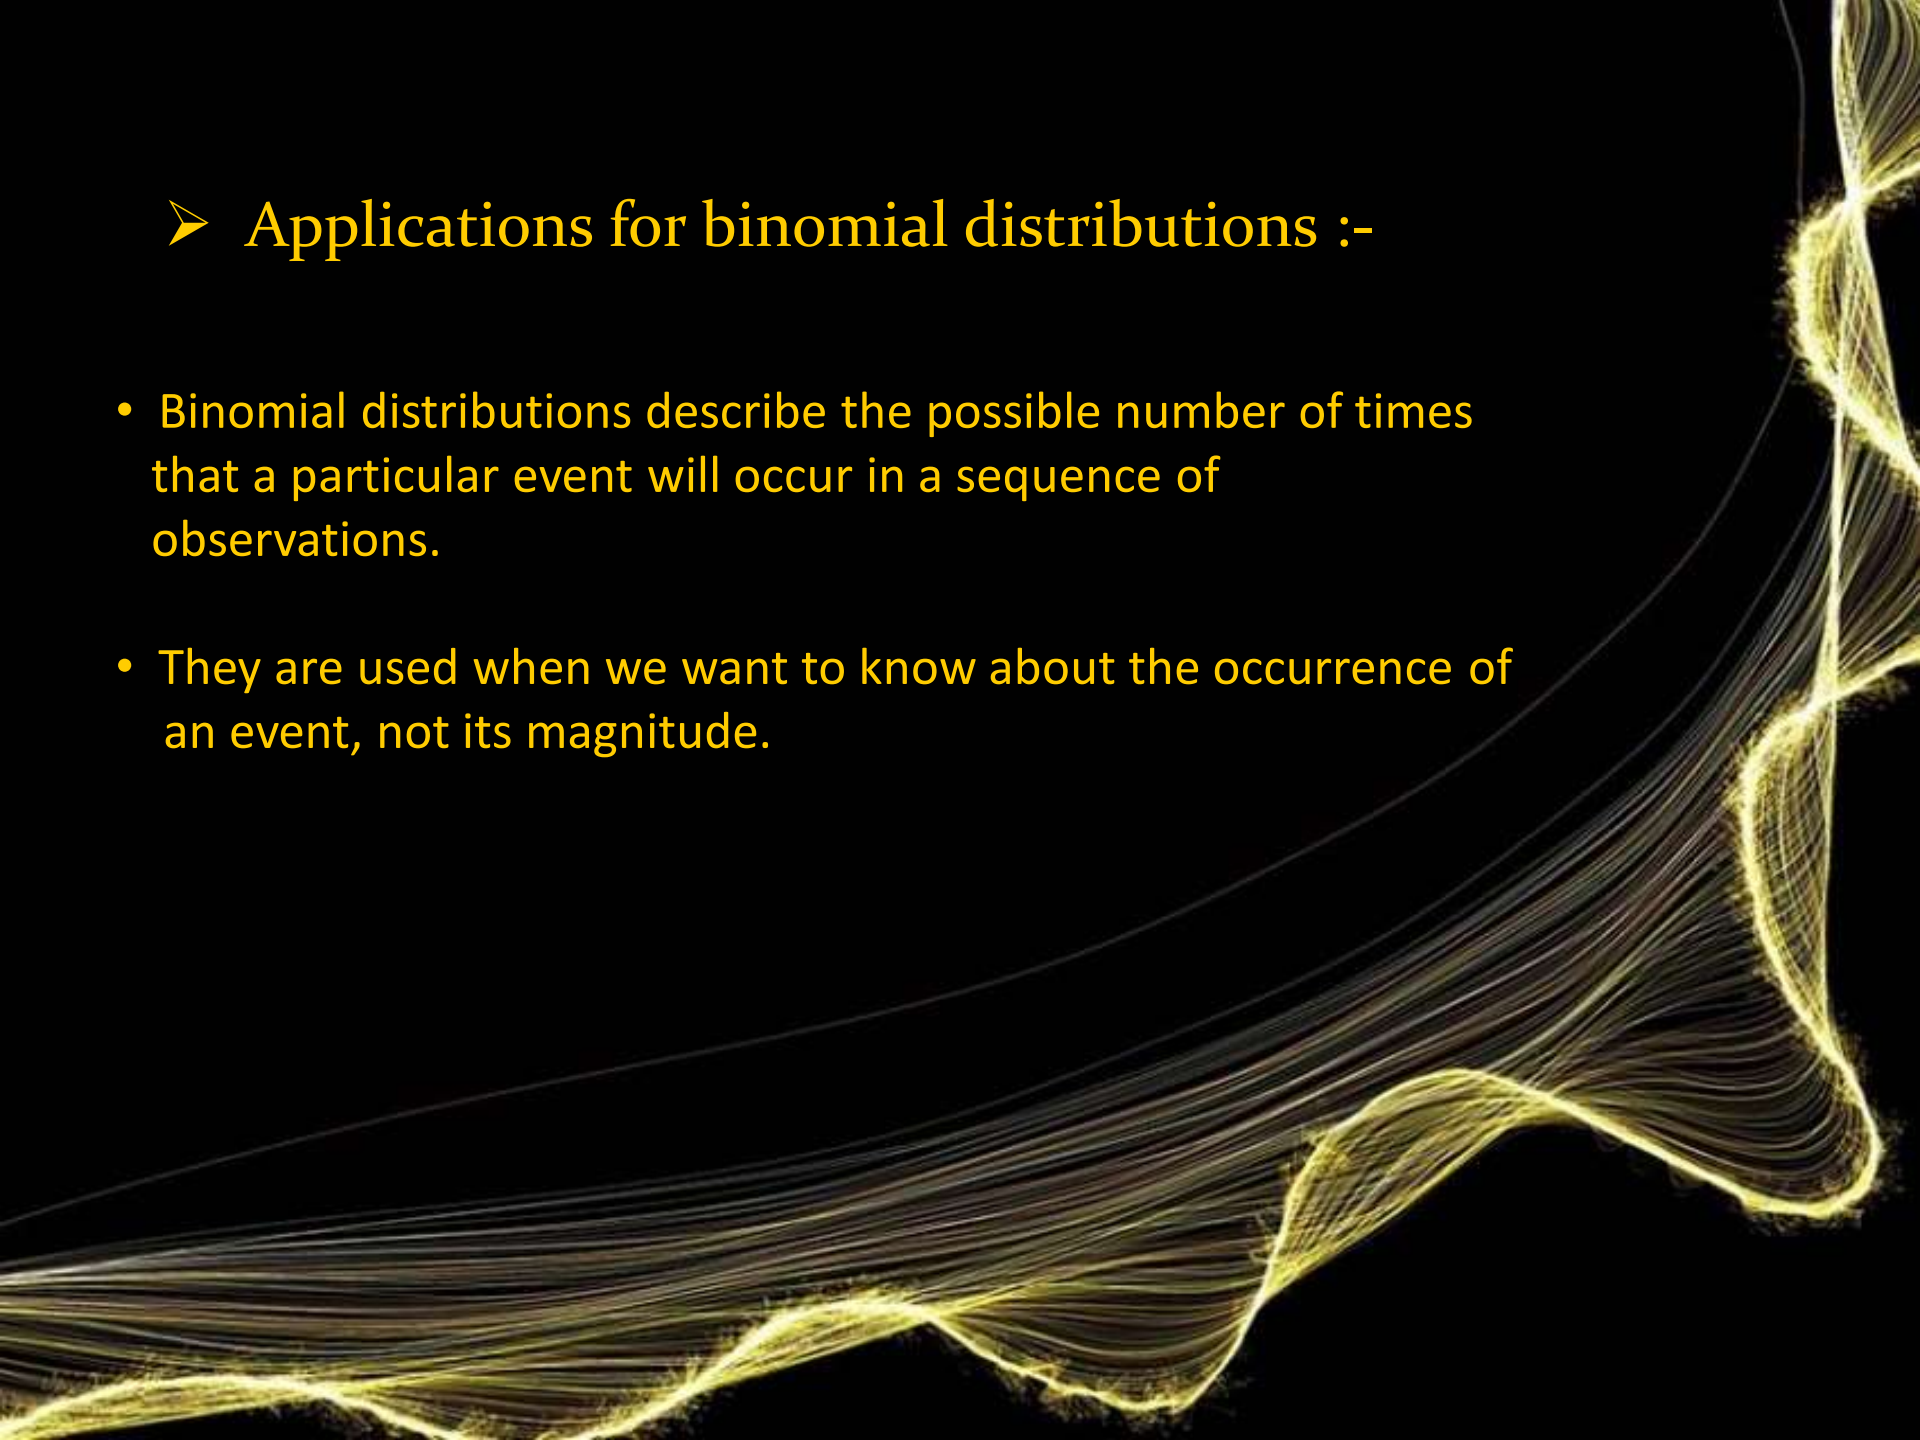 ➢ Applications for binomial distributions :-
• Binomial distributions describe the possible number of times
that a particular event will occur in a sequence of
observations.
• They are used when we want to know about the occurrence of
an event, not its magnitude.